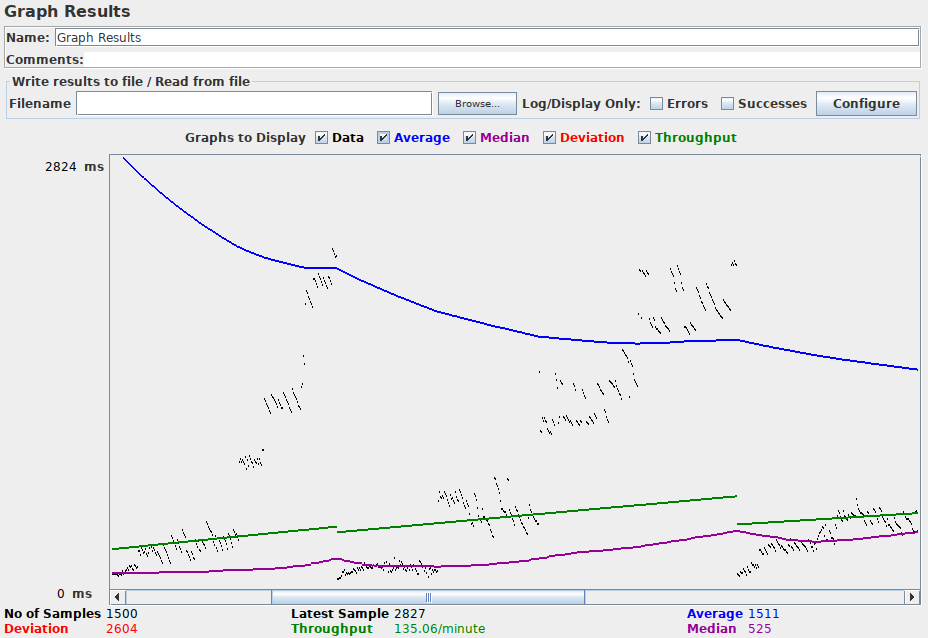 Graph Results
Name: Graph Results
Comments:
Write results to file / Read from file
Filename Browse... Log/Display Only: Errors Successes Configure
Graphs to Display Data Average Median Deviation Throughput
2824 ms
0 ms
No of Samples 1500 Latest Sample 2827 Average 1511
Deviation 2604 Throughput 135.06/minute Median 525